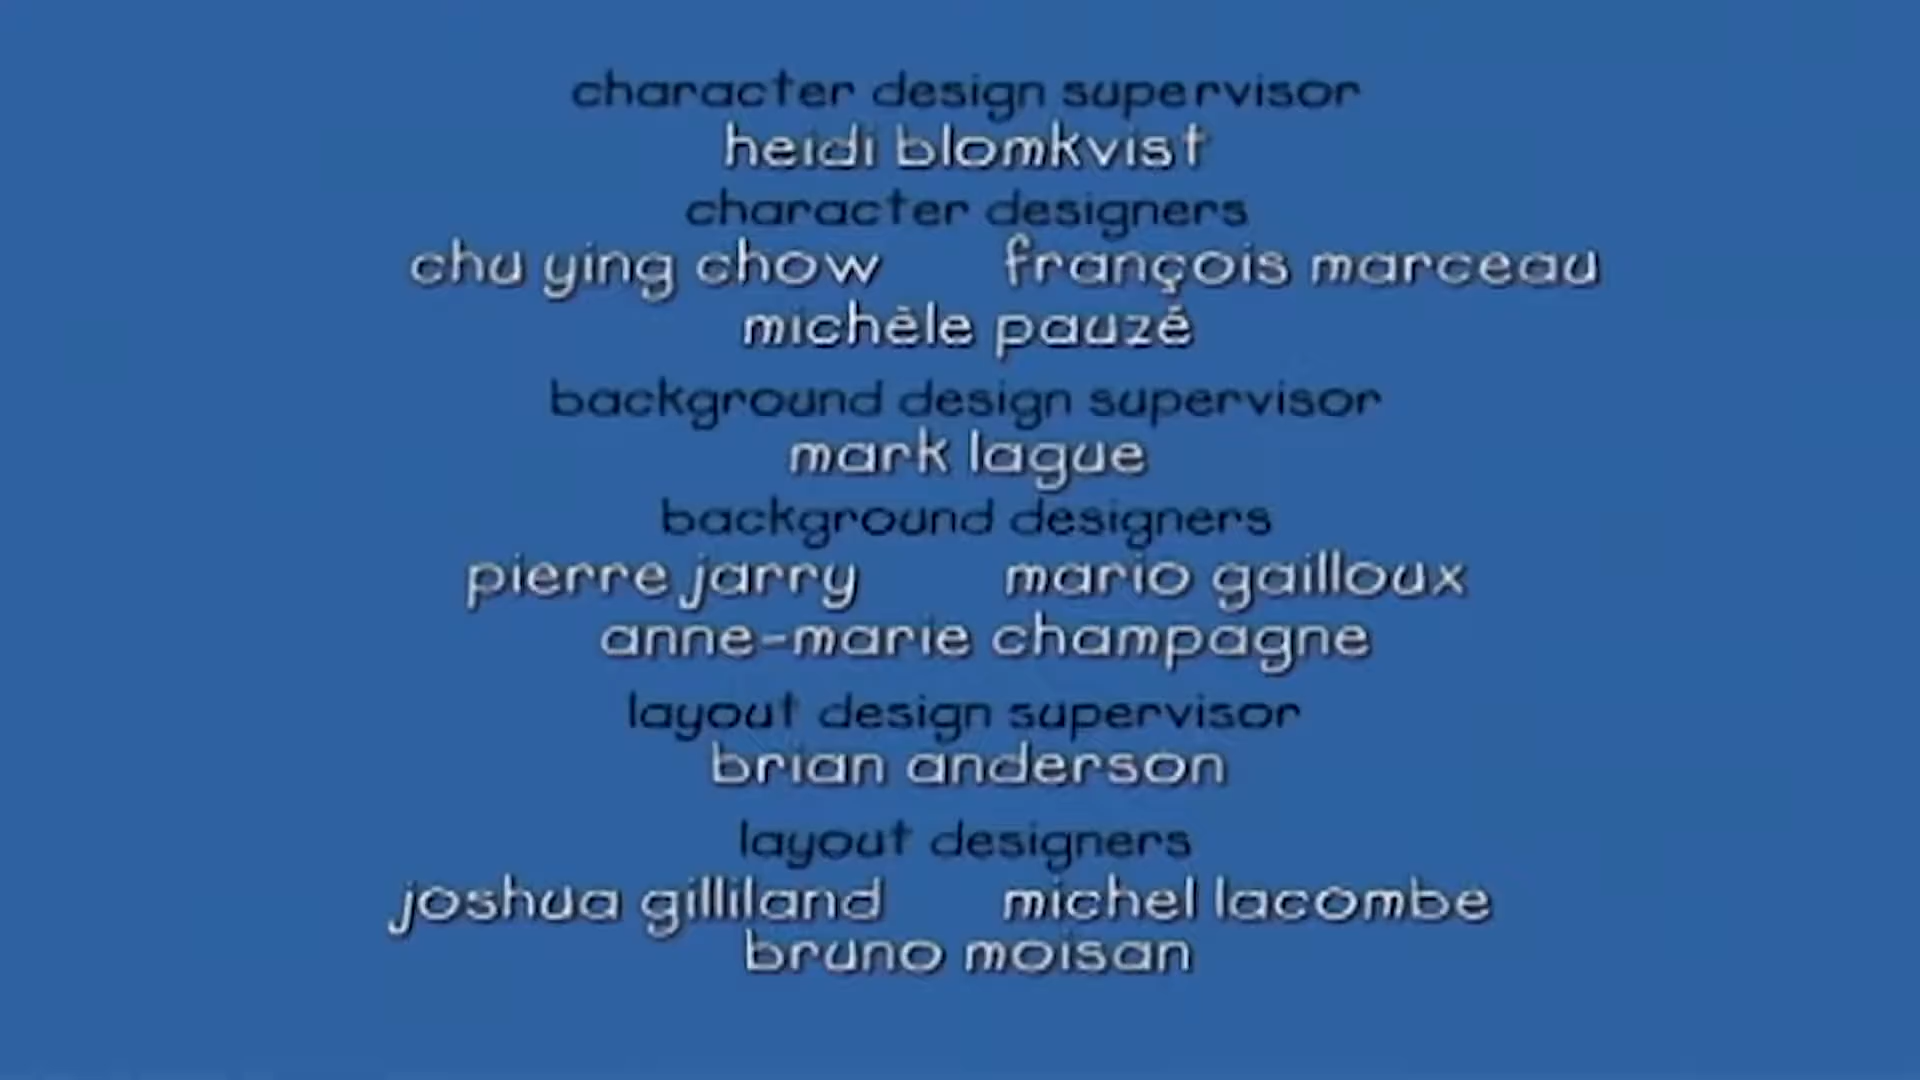 character design supervisor
heidi blomkvist
character designers
chu ying chow françois marceau
michèle pauzé
background design supervisor
mark lague
background designers
pierre jarry mario gailloux
anne-marie champagne
layout design supervisor
brian anderson
layout designers
joshua gilliland michel lacombe
bruno moisan